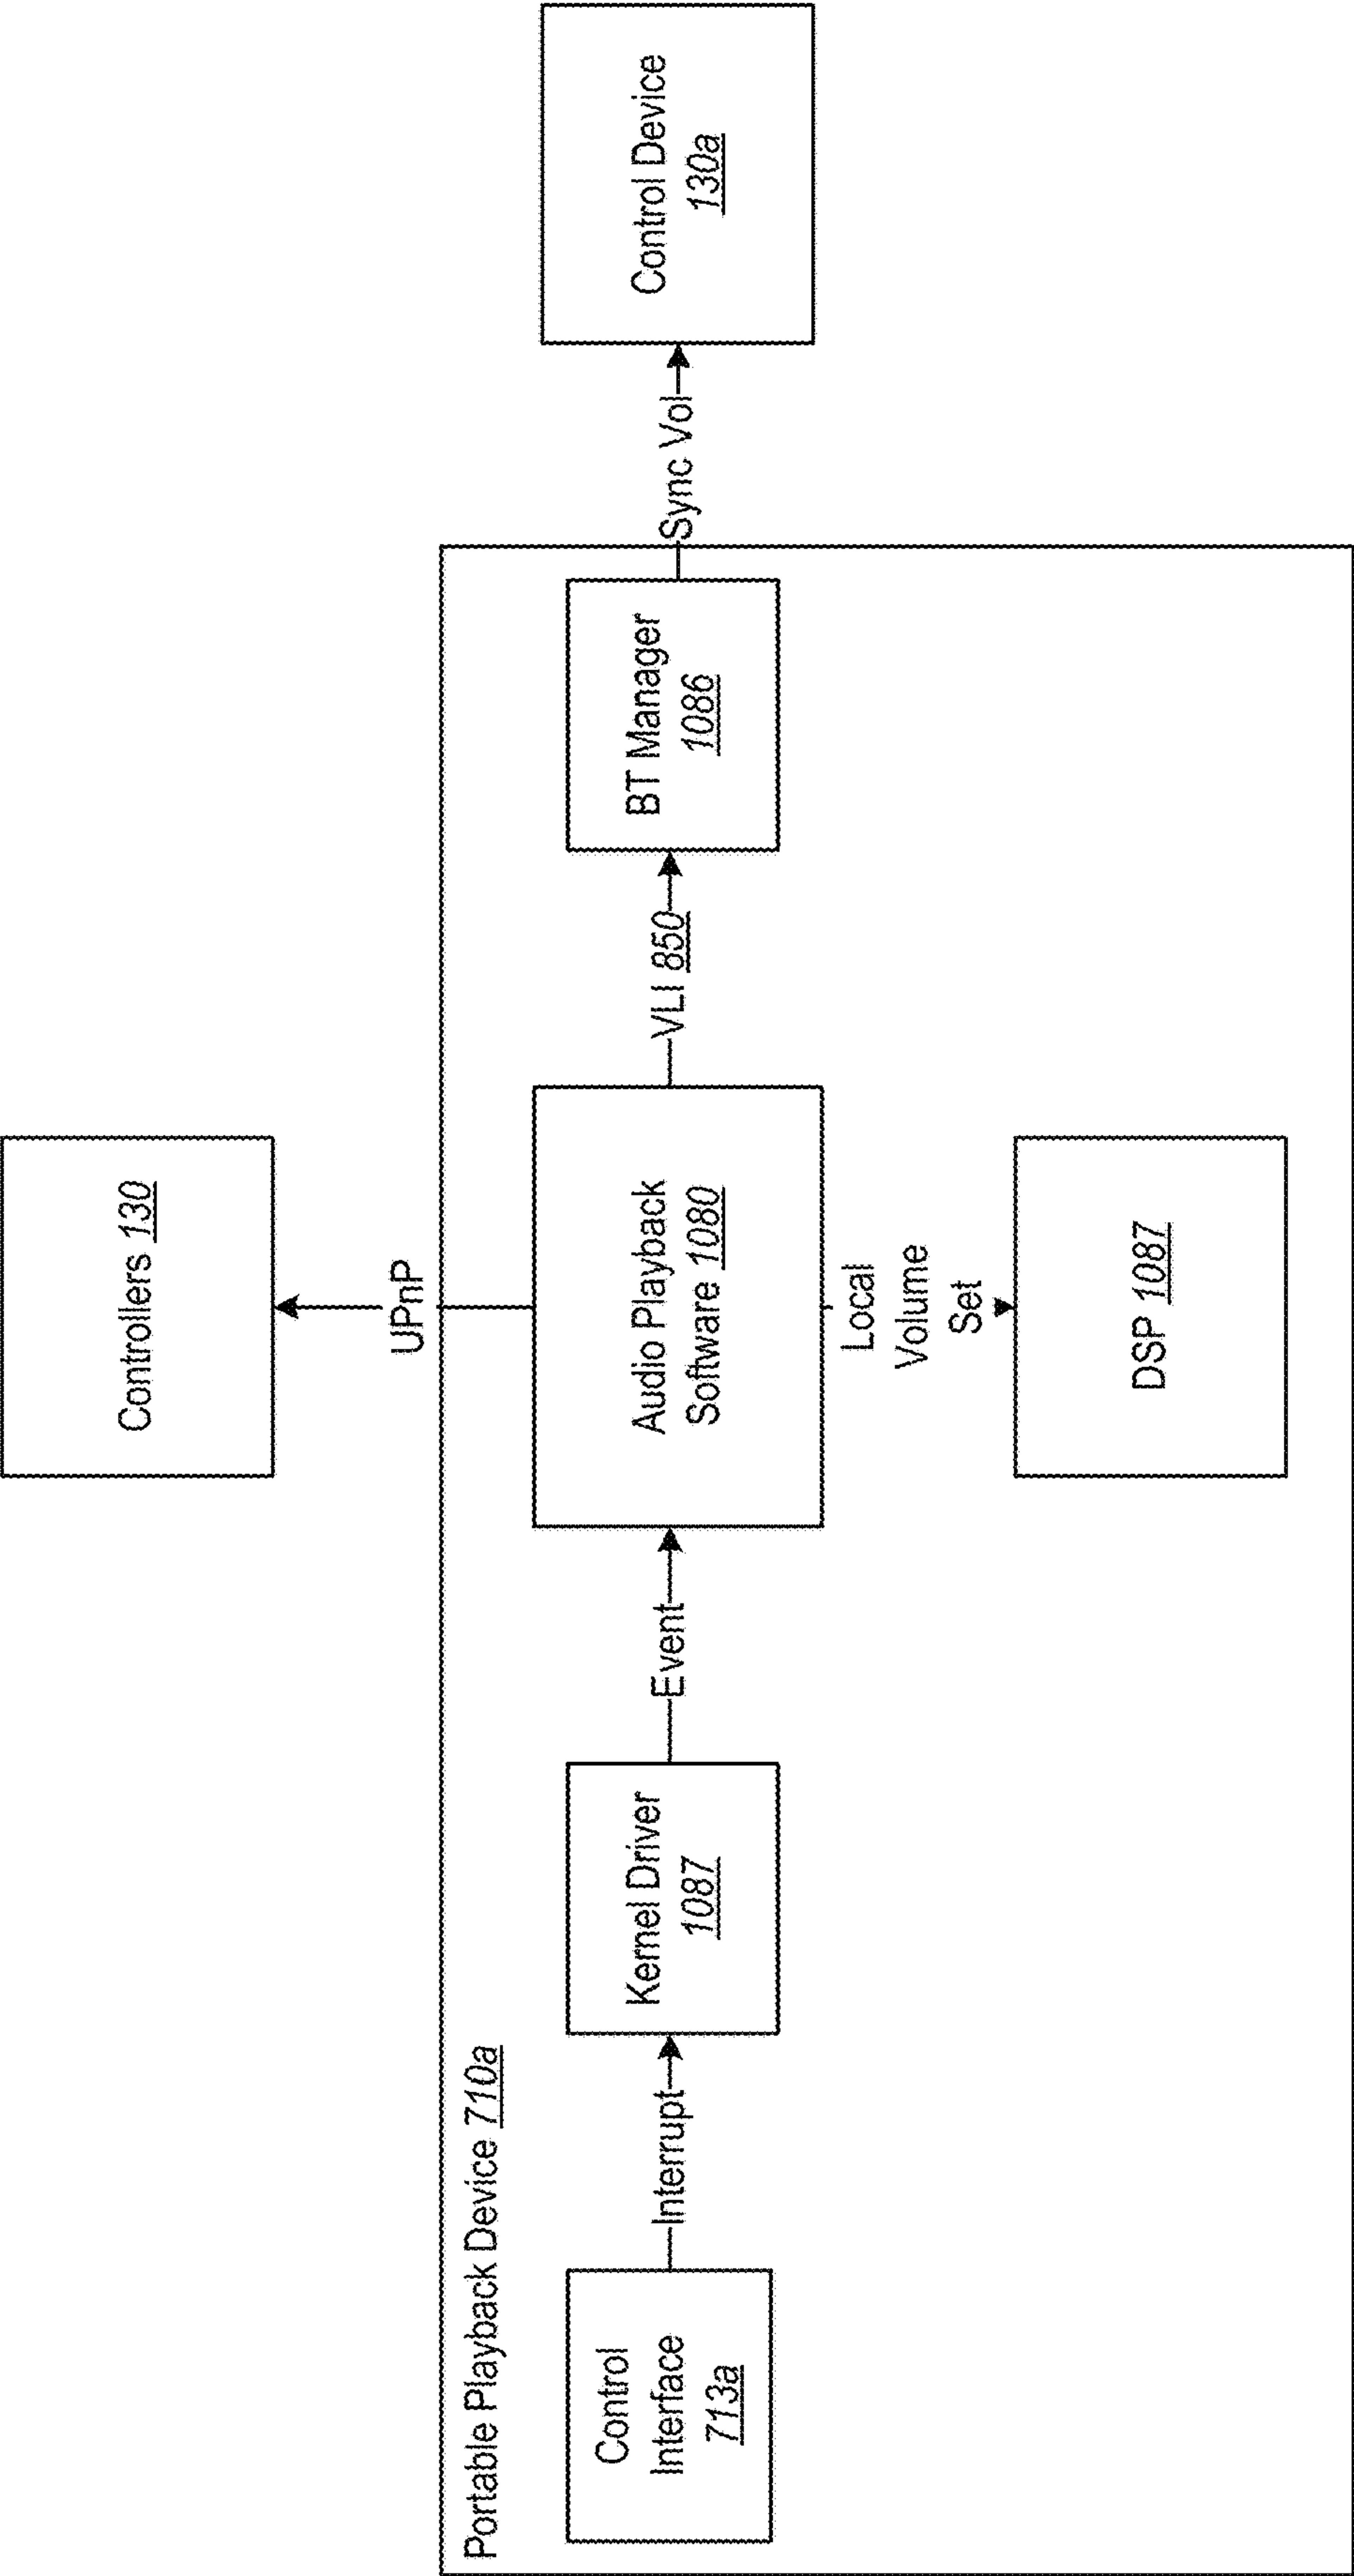 Controllers 130
UPnP
Portable Playback Device 710a
Control
Interface
713a
Interrupt
Kernel Driver
1087
Event
Audio Playback
Software 1080
VLI 850
BT Manager
1086
Sync Vol
Control Device
130a
Local
Volume
Set
DSP 1087